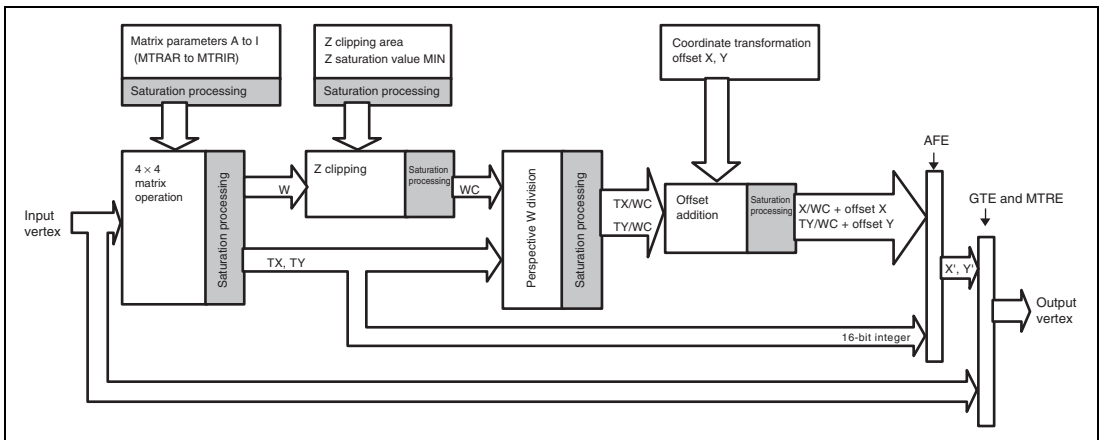 Matrix parameters A to I
(MTRAR to MTRIR)
Saturation processing
Z clipping area
Z saturation value MIN
Saturation processing
Coordinate transformation
offset X, Y
AFE
GTE and MTRE
Input
vertex
4 × 4
matrix
operation
Saturation processing
W
Z clipping
Saturation
processing
WC
Perspective W division
Saturation processing
TX/WC
TY/WC
Offset
addition
Saturation
processing
X/WC + offset X
TY/WC + offset Y
TX, TY
X', Y'
Output
vertex
16-bit integer